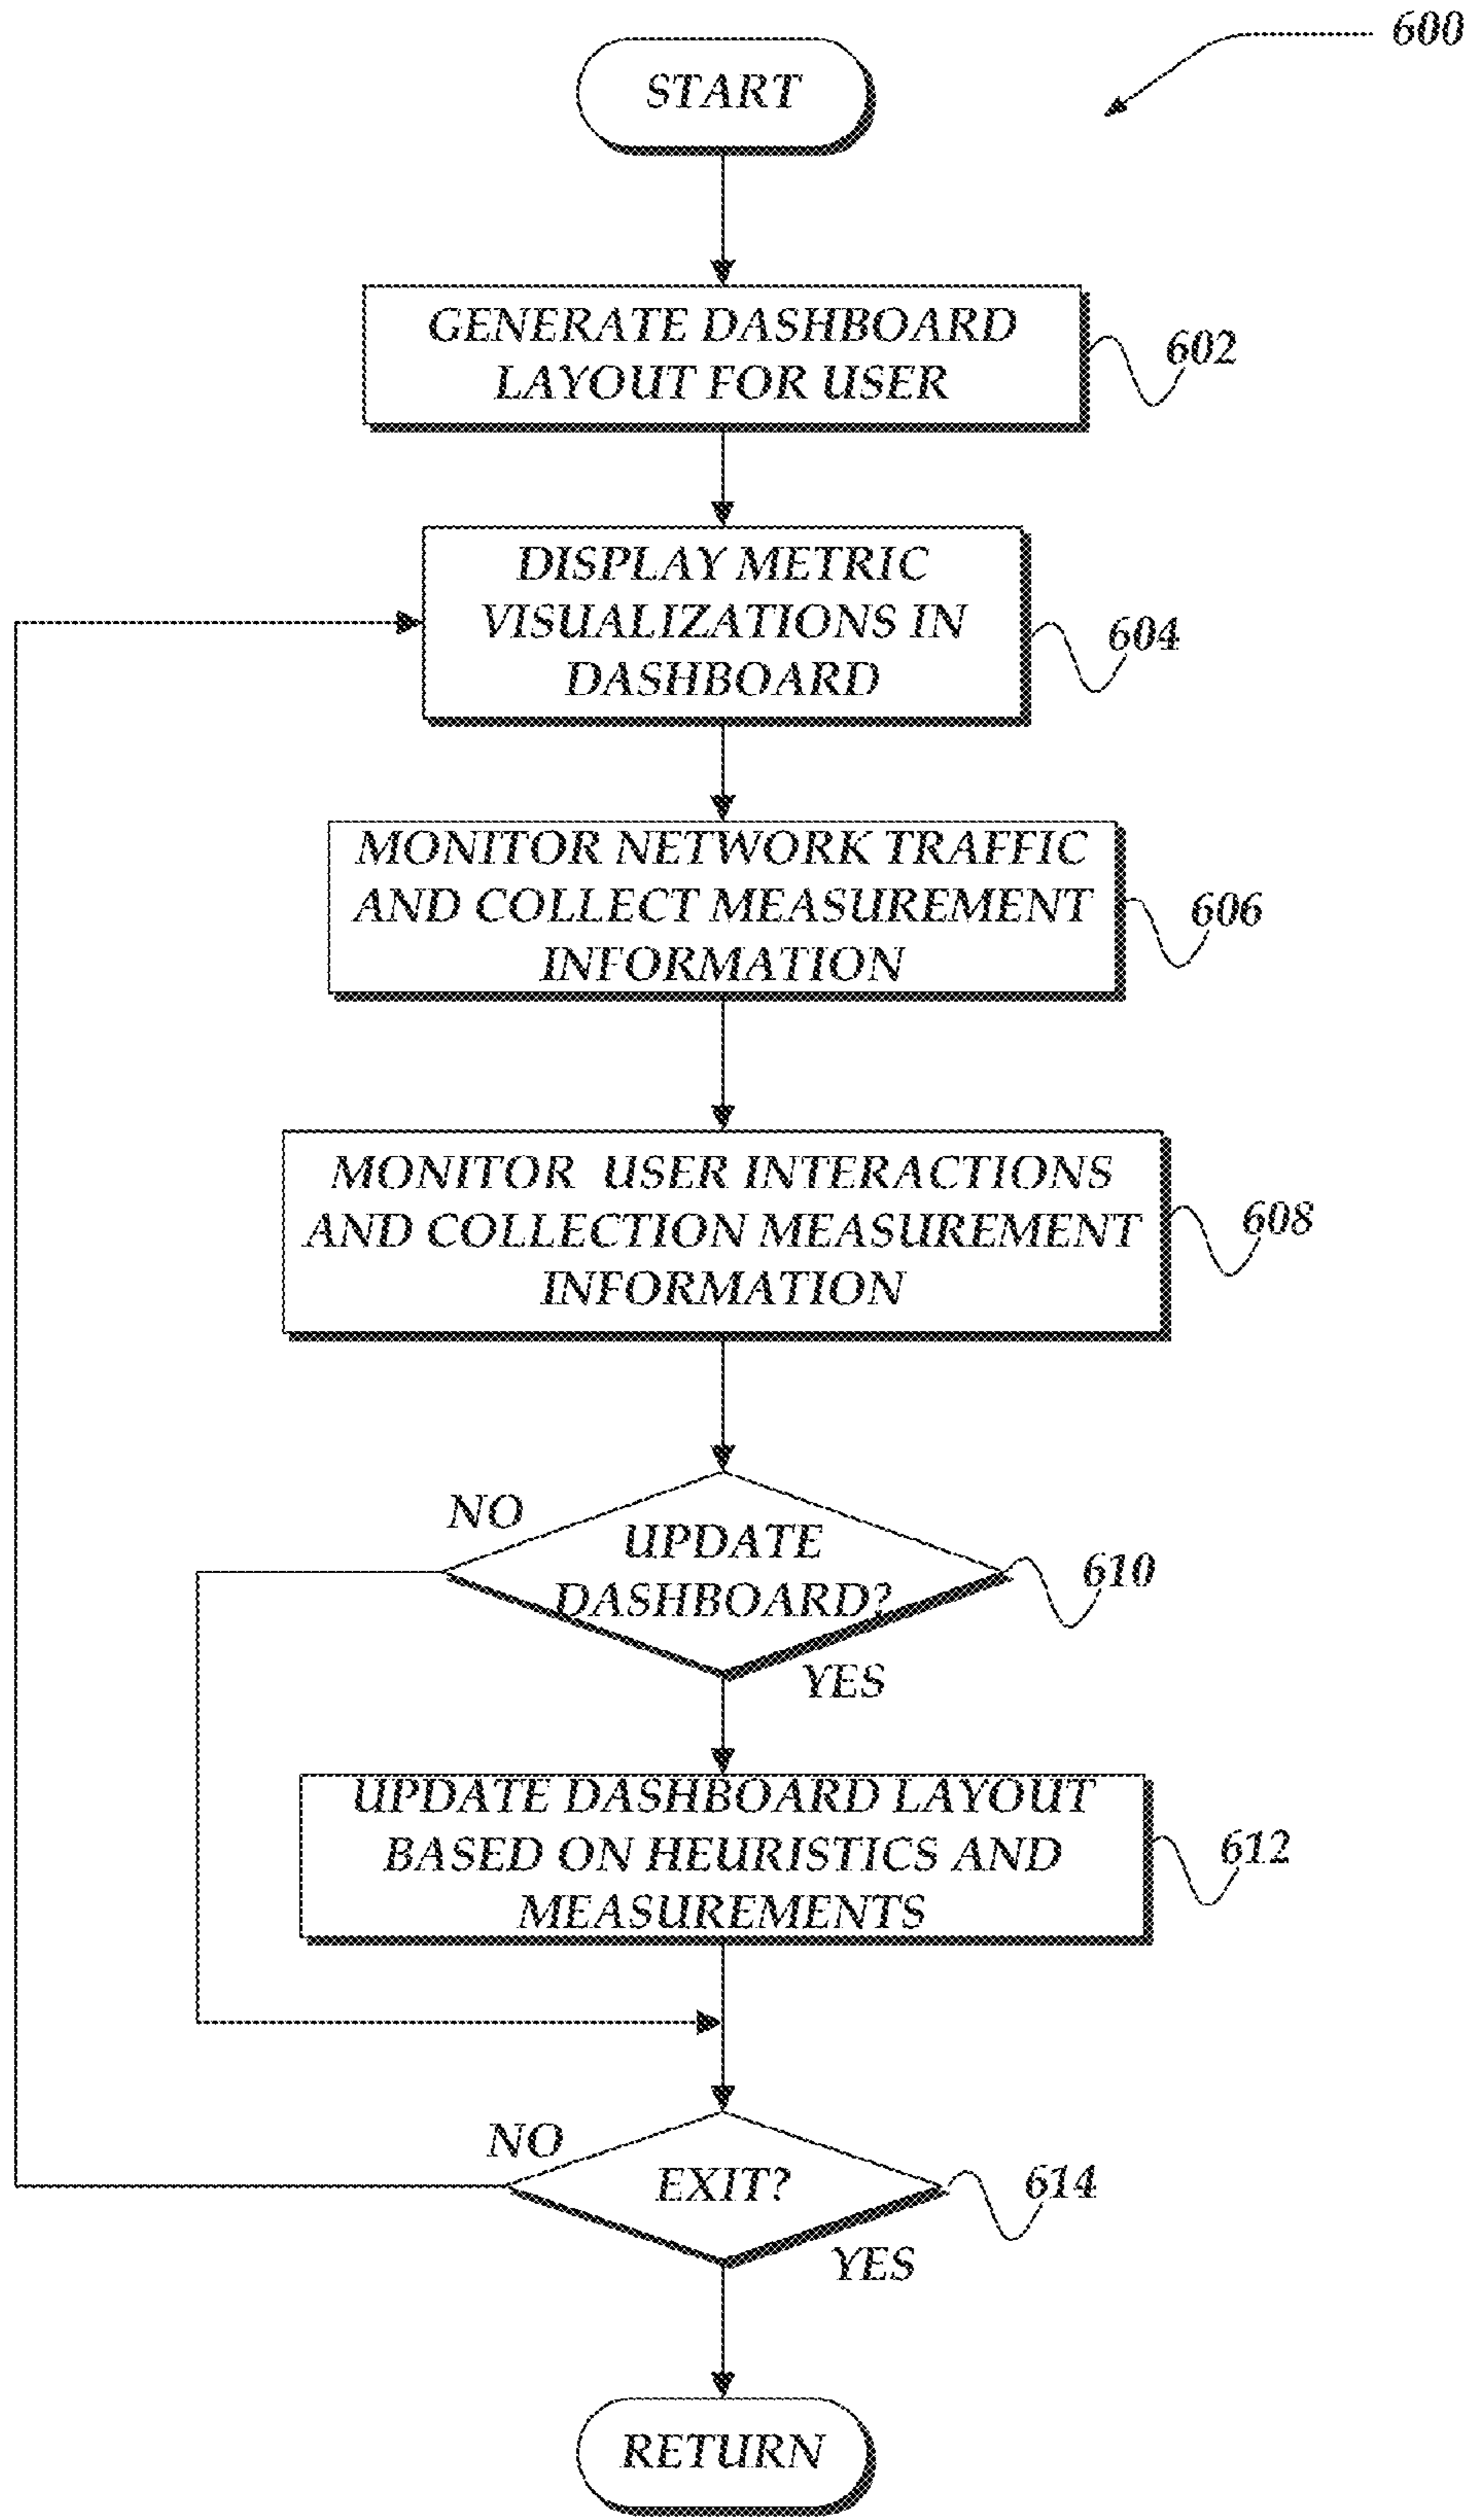 600
START
GENERATE DASHBOARD
LAYOUT FOR USER
602
DISPLAY METRIC
VISUALIZATIONS IN
DASHBOARD
604
MONITOR NETWORK TRAFFIC
AND COLLECT MEASUREMENT
INFORMATION
606
MONITOR USER INTERACTIONS
AND COLLECTION MEASUREMENT
INFORMATION
608
NO
UPDATE
DASHBOARD?
610
YES
UPDATE DASHBOARD LAYOUT
BASED ON HEURISTICS AND
MEASUREMENTS
612
NO
EXIT?
614
YES
RETURN